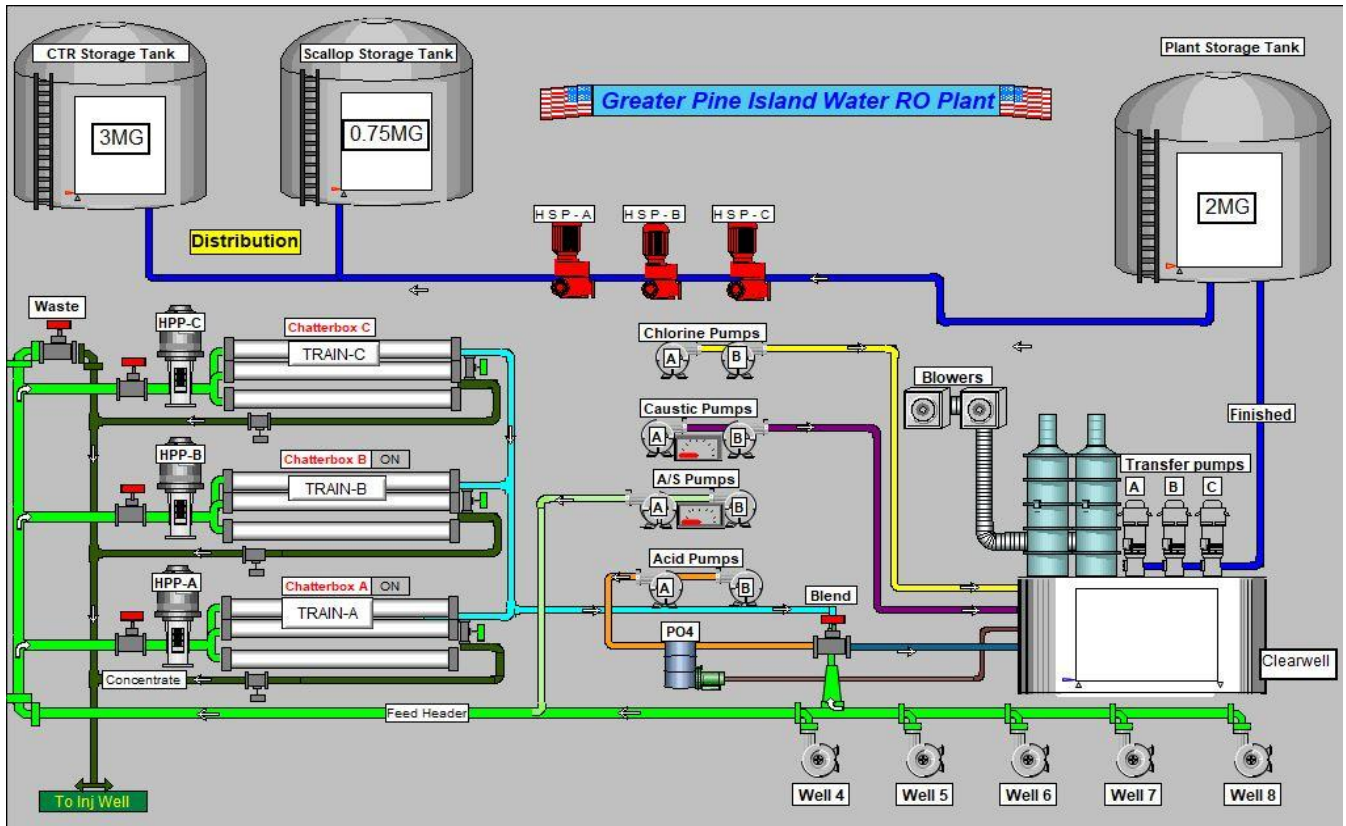 CTR Storage Tank
Scallop Storage Tank
Plant Storage Tank
Greater Pine Island Water RO Plant
3MG
0.75MG
2MG
HSP-A
HSP-B
HSP-C
Distribution
Waste
HPP-C
Chatterbox C
TRAIN-C
Chlorine Pumps
A
B
Blowers
Finished
Caustic Pumps
A
B
HPP-B
Chatterbox B ON
TRAIN-B
A/S Pumps
A
B
Transfer pumps
A
B
C
HPP-A
Chatterbox A ON
TRAIN-A
Acid Pumps
A
B
Blend
PO4
Concentrate
Clearwell
Feed Header
Well 4
Well 5
Well 6
Well 7
Well 8
To Inj Well